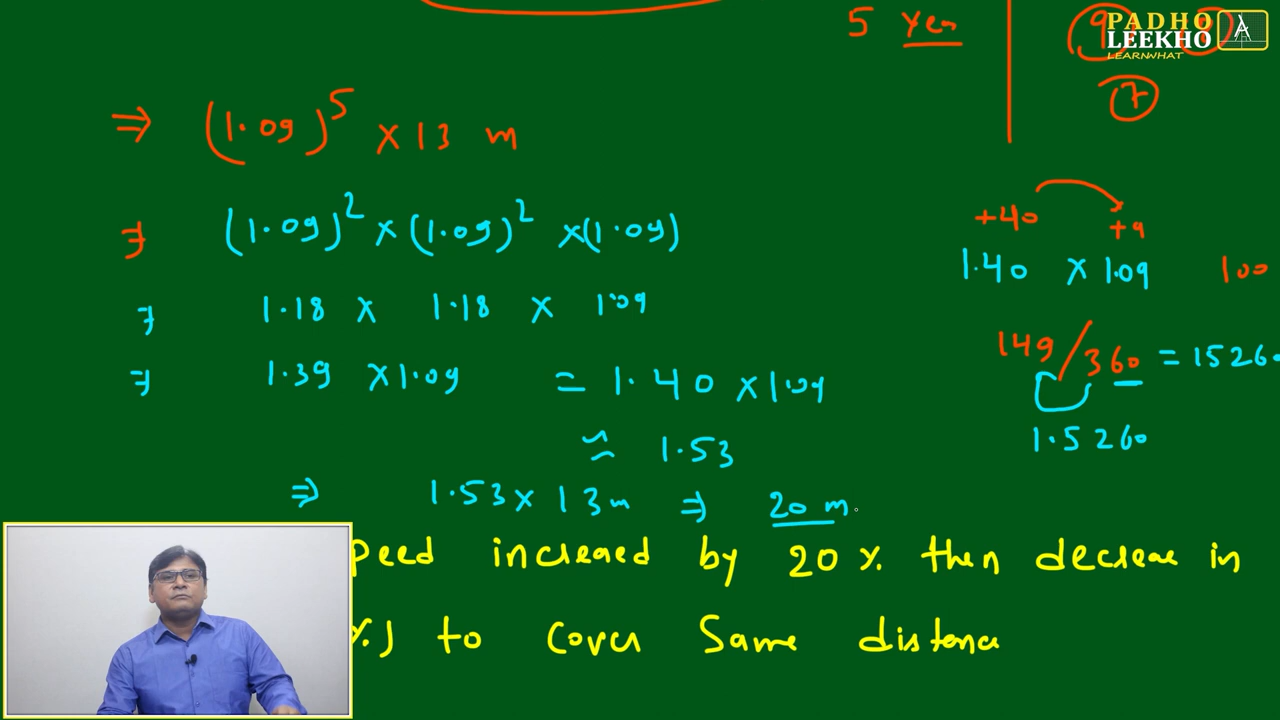 5 Year
PADHO
LEEKHO
LEARNWHAT
7
⇒ (1.09)^5 × 13 m
⇒ (1.09)^2 × (1.09)^2 × (1.09)
⇒ 1.18 × 1.18 × 1.09
⇒ 1.39 × 1.09 = 1.40 × 1.09
≈ 1.53
⇒ 1.53 × 13 m ⇒ 20 m.
+40 +9
1.40 × 1.09 100
149/360 = 15260
1.5260
peed increased by 20 % then decrease in
%) to cover Same distance